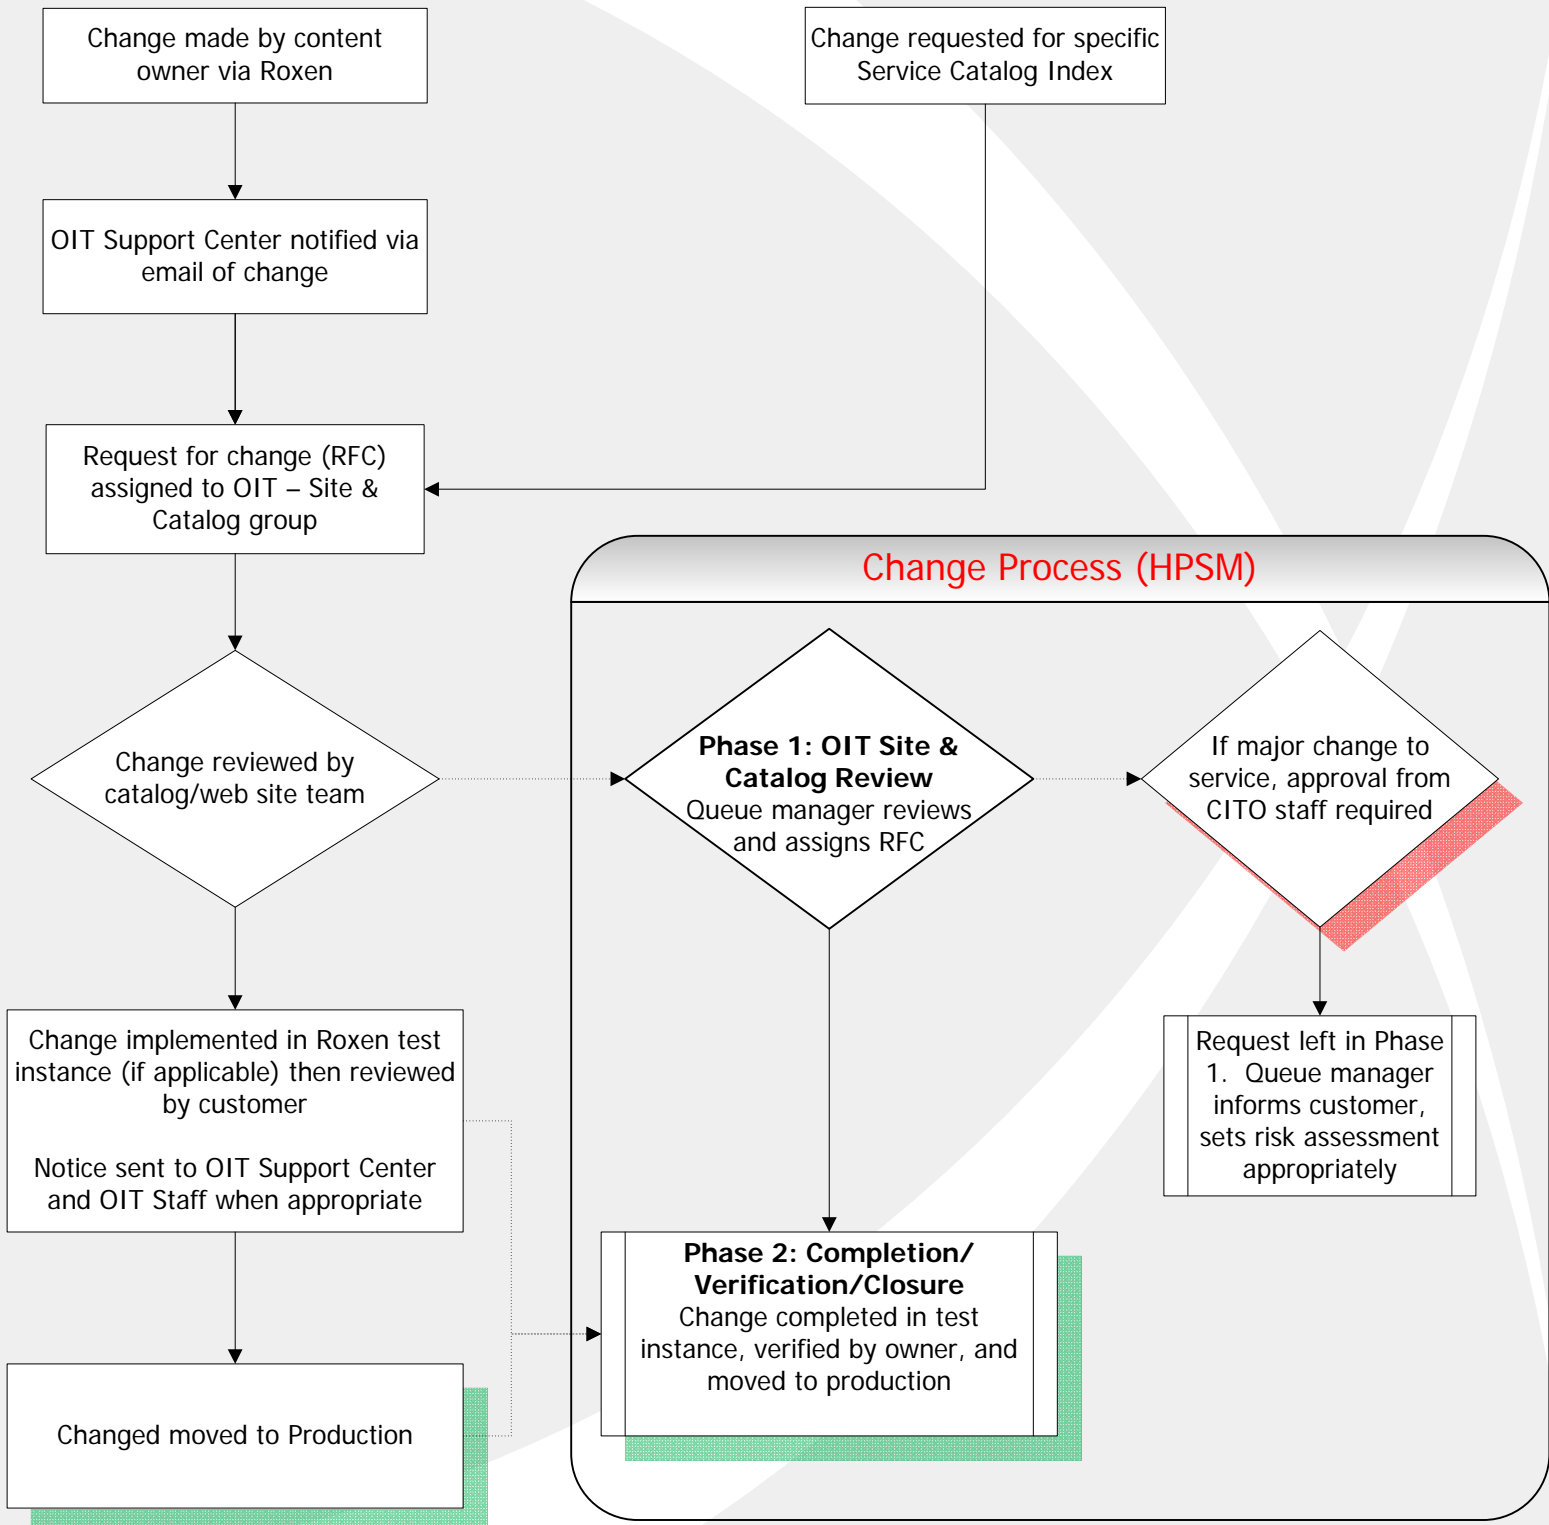 Change made by content
owner via Roxen
Change requested for specific
Service Catalog Index
OIT Support Center notified via
email of change
Request for change (RFC)
assigned to OIT – Site &
Catalog group
Change Process (HPSM)
Change reviewed by
catalog/web site team
Phase 1: OIT Site &
Catalog Review
Queue manager reviews
and assigns RFC
If major change to
service, approval from
CITO staff required
Change implemented in Roxen test
instance (if applicable) then reviewed
by customer
Notice sent to OIT Support Center
and OIT Staff when appropriate
Request left in Phase
1.  Queue manager
informs customer,
sets risk assessment
appropriately
Phase 2: Completion/
Verification/Closure
Change completed in test
instance, verified by owner, and
moved to production
Changed moved to Production